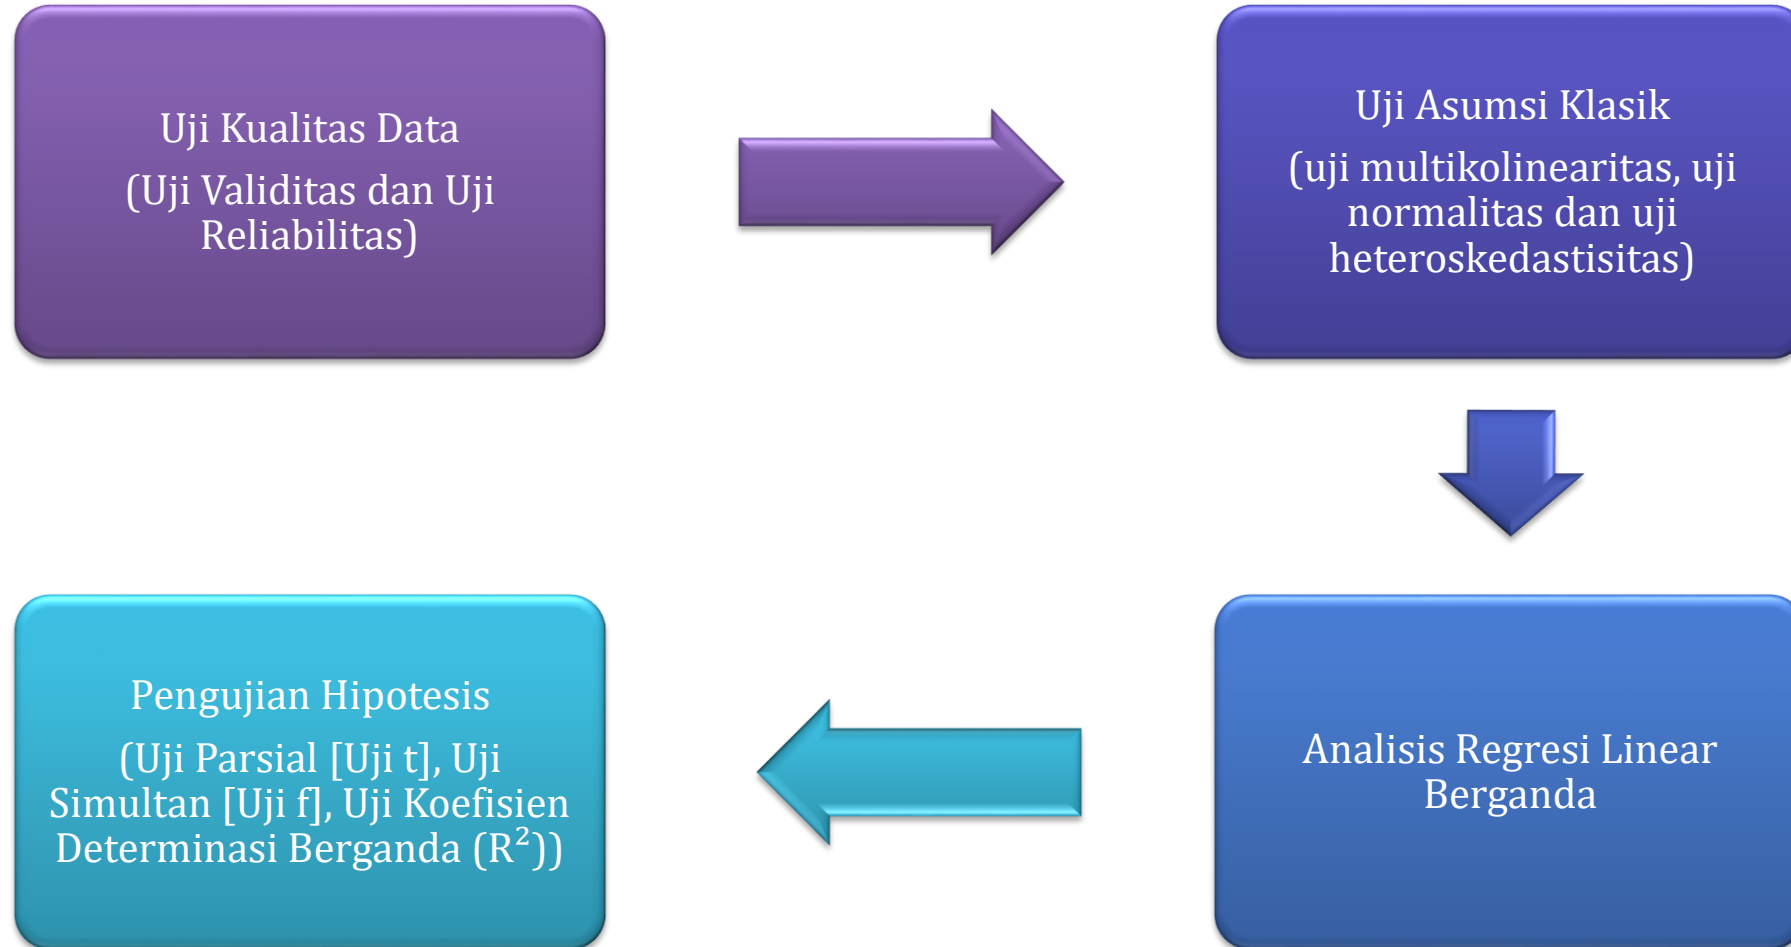 Uji Kualitas Data
(Uji Validitas dan Uji
Reliabilitas)
Uji Asumsi Klasik
(uji multikolinearitas, uji
normalitas dan uji
heteroskedastisitas)
Analisis Regresi Linear
Berganda
Pengujian Hipotesis
(Uji Parsial [Uji t], Uji
Simultan [Uji f], Uji Koefisien
Determinasi Berganda (R²))